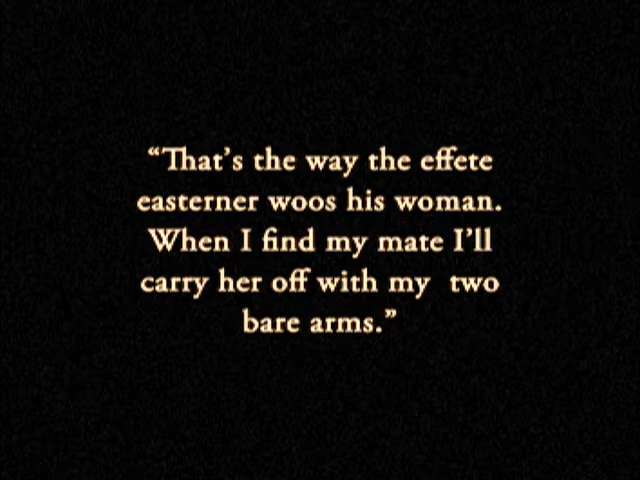 “That’s the way the effete
easterner woos his woman.
When I find my mate I’ll
carry her off with my  two
bare arms.”